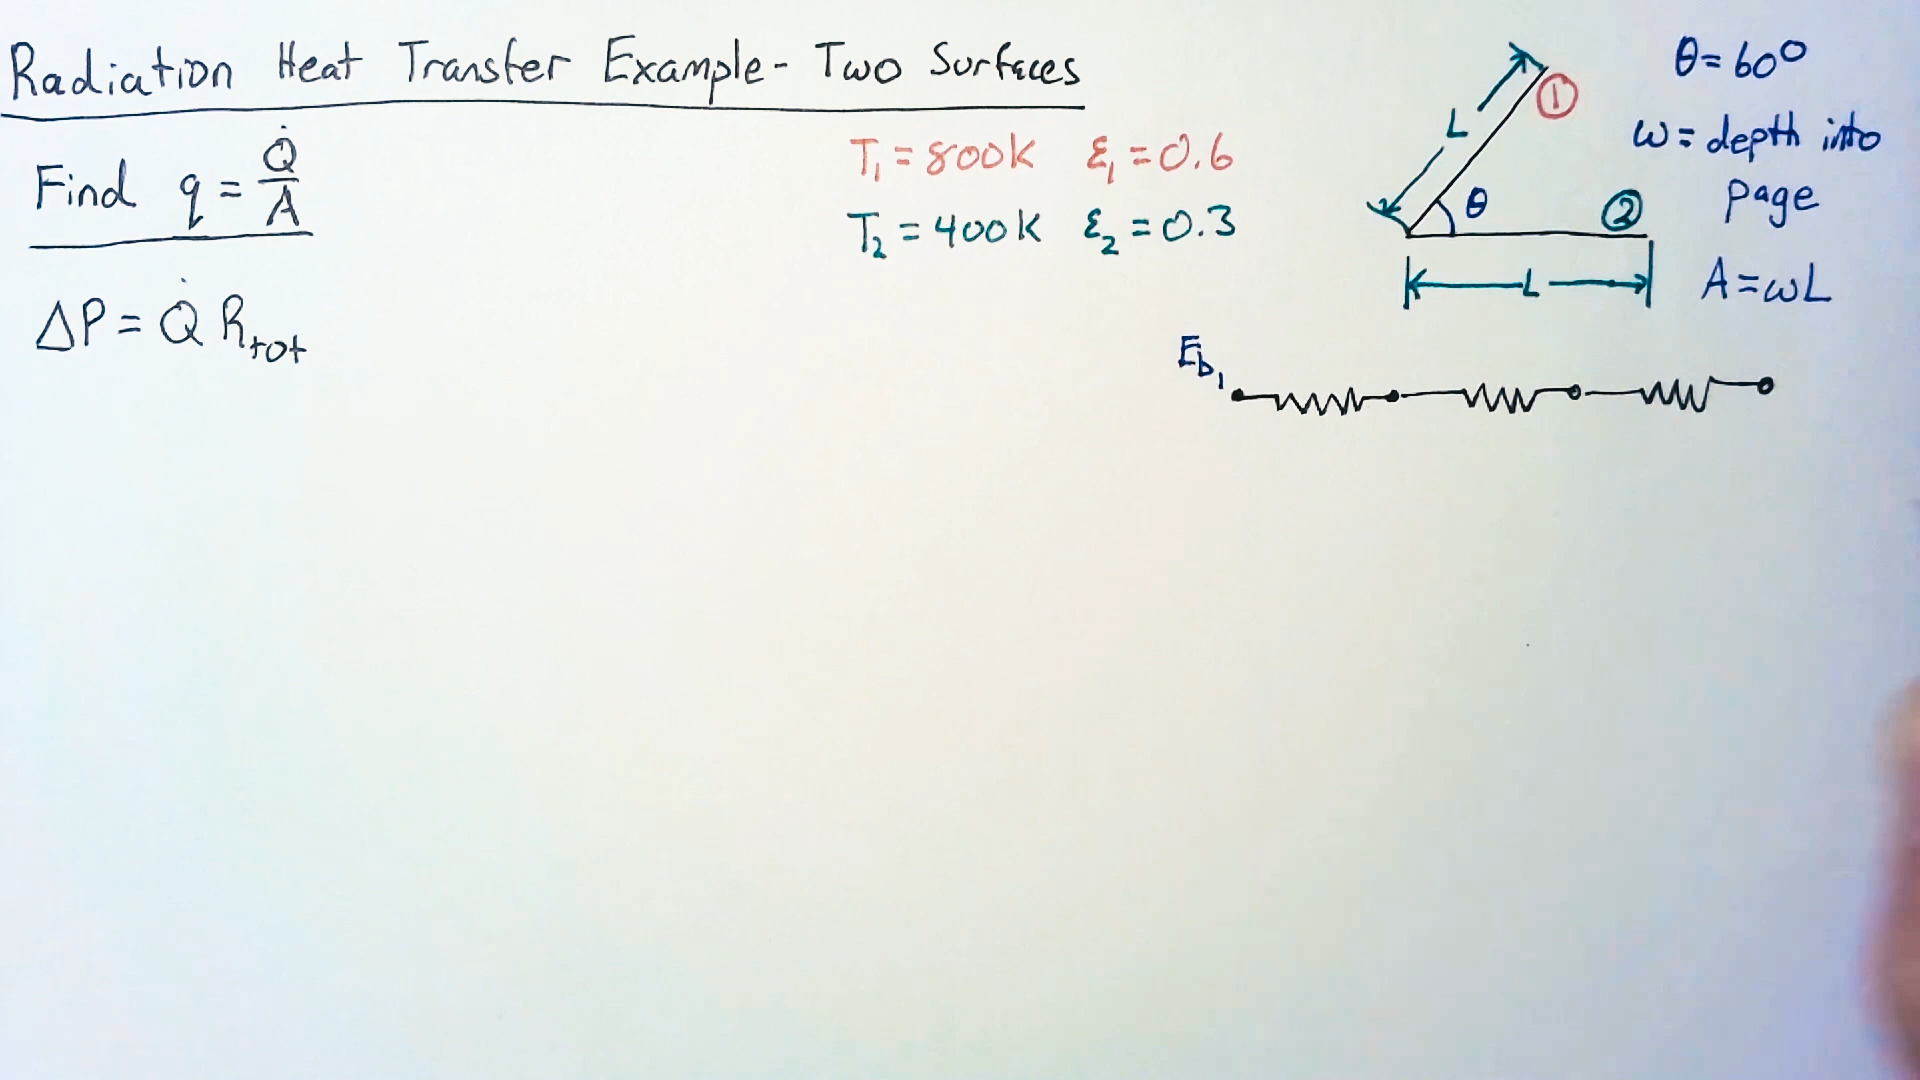 Radiation Heat Transfer Example - Two Surfaces
Find q = Q̇/A
ΔP = Q̇ R_tot
T₁ = 800K ε₁ = 0.6
T₂ = 400K ε₂ = 0.3
L
①
θ
②
L
θ = 60°
w = depth into
page
A = wL
E_b₁